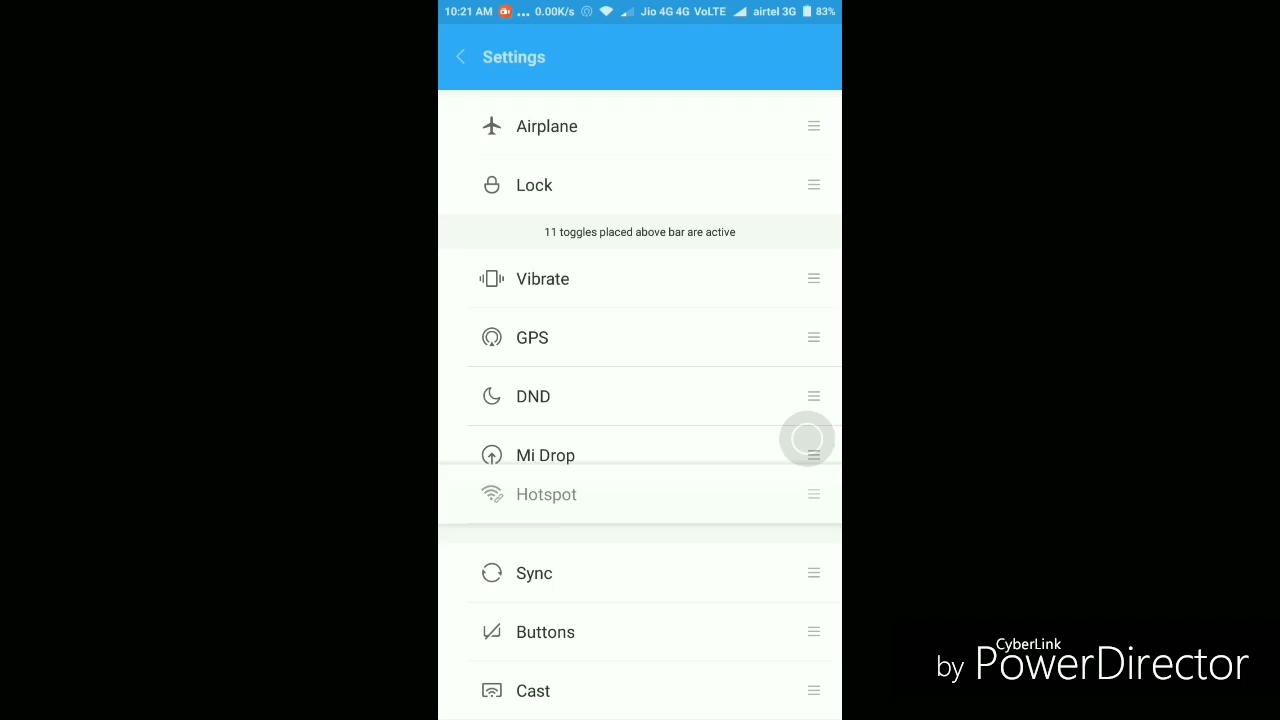 10:21 AM ... 0.00K/s Jio 4G 4G VoLTE airtel 3G 83%
Settings
Airplane
Lock
11 toggles placed above bar are active
Vibrate
GPS
DND
Mi Drop
Hotspot
Sync
Buttons
Cast
CyberLink
by PowerDirector